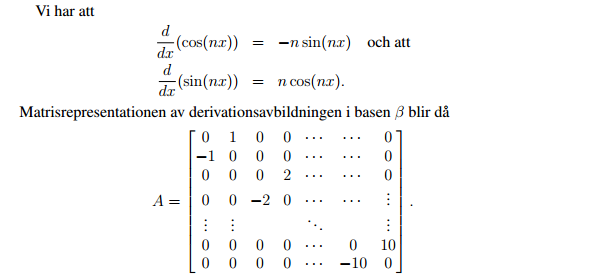 Vi har att
d/dx (cos(nx)) = −n sin(nx) och att
d/dx (sin(nx)) = n cos(nx).
Matrisrepresentationen av derivationsavbildningen i basen β blir då
A = [
0 1 0 0 ⋯ ⋯ 0
−1 0 0 0 ⋯ ⋯ 0
0 0 0 2 ⋯ ⋯ 0
0 0 −2 0 ⋯ ⋯ ⋮
⋮ ⋮ ⋱ ⋮
0 0 0 0 ⋯ 0 10
0 0 0 0 ⋯ −10 0
] .